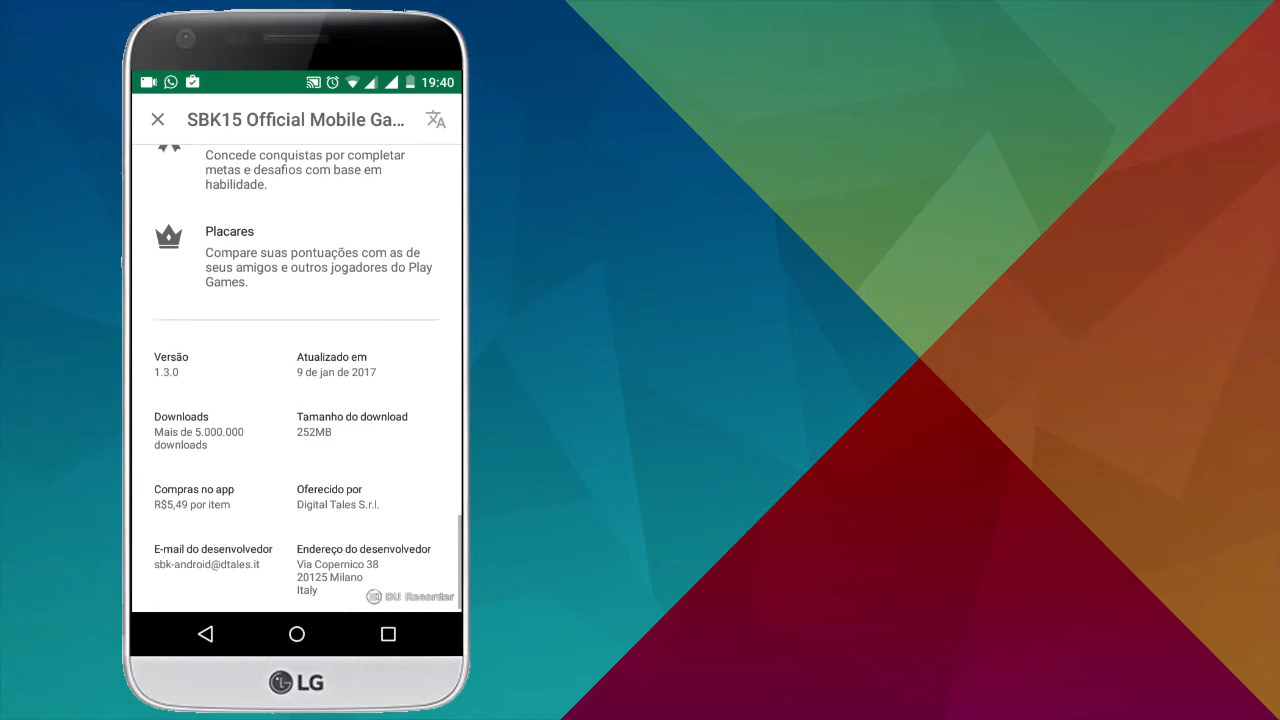 19:40
SBK15 Official Mobile Ga...
Concede conquistas por completar
metas e desafios com base em
habilidade.
Placares
Compare suas pontuações com as de
seus amigos e outros jogadores do Play
Games.
Versão
1.3.0
Atualizado em
9 de jan de 2017
Downloads
Mais de 5.000.000
downloads
Tamanho do download
252MB
Compras no app
R$5,49 por item
Oferecido por
Digital Tales S.r.l.
E-mail do desenvolvedor
sbk-android@dtales.it
Endereço do desenvolvedor
Via Copernico 38
20125 Milano
Italy
DU Recorder
LG